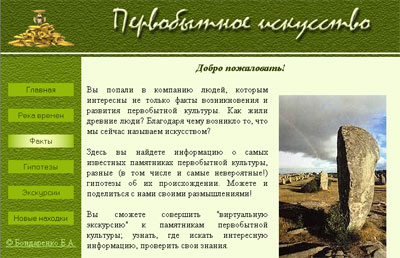 Первобытное искусство
Добро пожаловать!
Главная
Река времен
Факты
Гипотезы
Экскурсии
Новые находки
© Бондаренко Е.А.
Вы попали в компанию людей, которым
интересны не только факты возникновения и
развития первобытной культуры. Как жили
древние люди? Благодаря чему возникло то, что
мы сейчас называем искусством?
Здесь вы найдете информацию о самых
известных памятниках первобытной культуры,
разные (в том числе и самые невероятные!)
гипотезы об их происхождении. Можете и
поделиться с нами своими размышлениями!
Вы сможете совершить "виртуальную
экскурсию" к памятникам первобытной
культуры; узнать, где искать интересную
информацию, проверить свои знания.